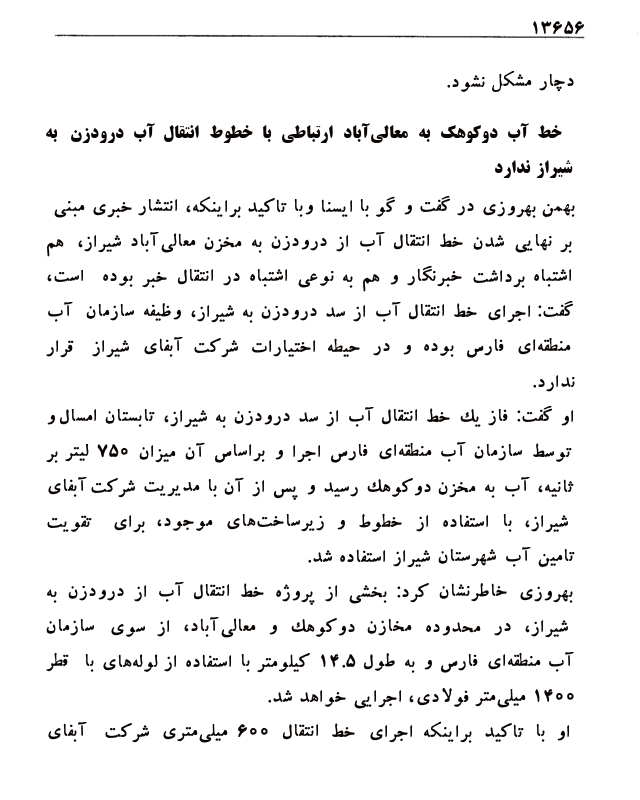 ۱۳۶۵۶
دچار مشکل نشود.
خط آب دوکوهک به معالی‌آباد ارتباطی با خطوط انتقال آب درودزن به
شیراز ندارد
بهمن بهروزی در گفت و گو با ایسنا وبا تاکید براینکه، انتشار خبری مبنی
بر نهایی شدن خط انتقال آب از درودزن به مخزن معالی‌آباد شیراز، هم
اشتباه برداشت خبرنگار و هم به نوعی اشتباه در انتقال خبر بوده است،
گفت: اجرای خط انتقال آب از سد درودزن به شیراز، وظیفه سازمان آب
منطقه‌ای فارس بوده و در حیطه اختیارات شرکت آبفای شیراز قرار
ندارد.
او گفت: فاز یك خط انتقال آب از سد درودزن به شیراز، تابستان امسال و
توسط سازمان آب منطقه‌ای فارس اجرا و براساس آن میزان ۷۵۰ لیتر بر
ثانیه، آب به مخزن دوکوهك رسید و پس از آن با مدیریت شرکت آبفای
شیراز، با استفاده از خطوط و زیرساخت‌های موجود، برای تقویت
تامین آب شهرستان شیراز استفاده شد.
بهروزی خاطرنشان کرد: بخشی از پروژه خط انتقال آب از درودزن به
شیراز، در محدوده مخازن دوکوهك و معالی‌آباد، از سوی سازمان
آب منطقه‌ای فارس و به طول ۱۴.۵ کیلومتر با استفاده از لوله‌های با قطر
۱۴۰۰ میلی‌متر فولادی، اجرایی خواهد شد.
او با تاکید براینکه اجرای خط انتقال ۶۰۰ میلی‌متری شرکت آبفای